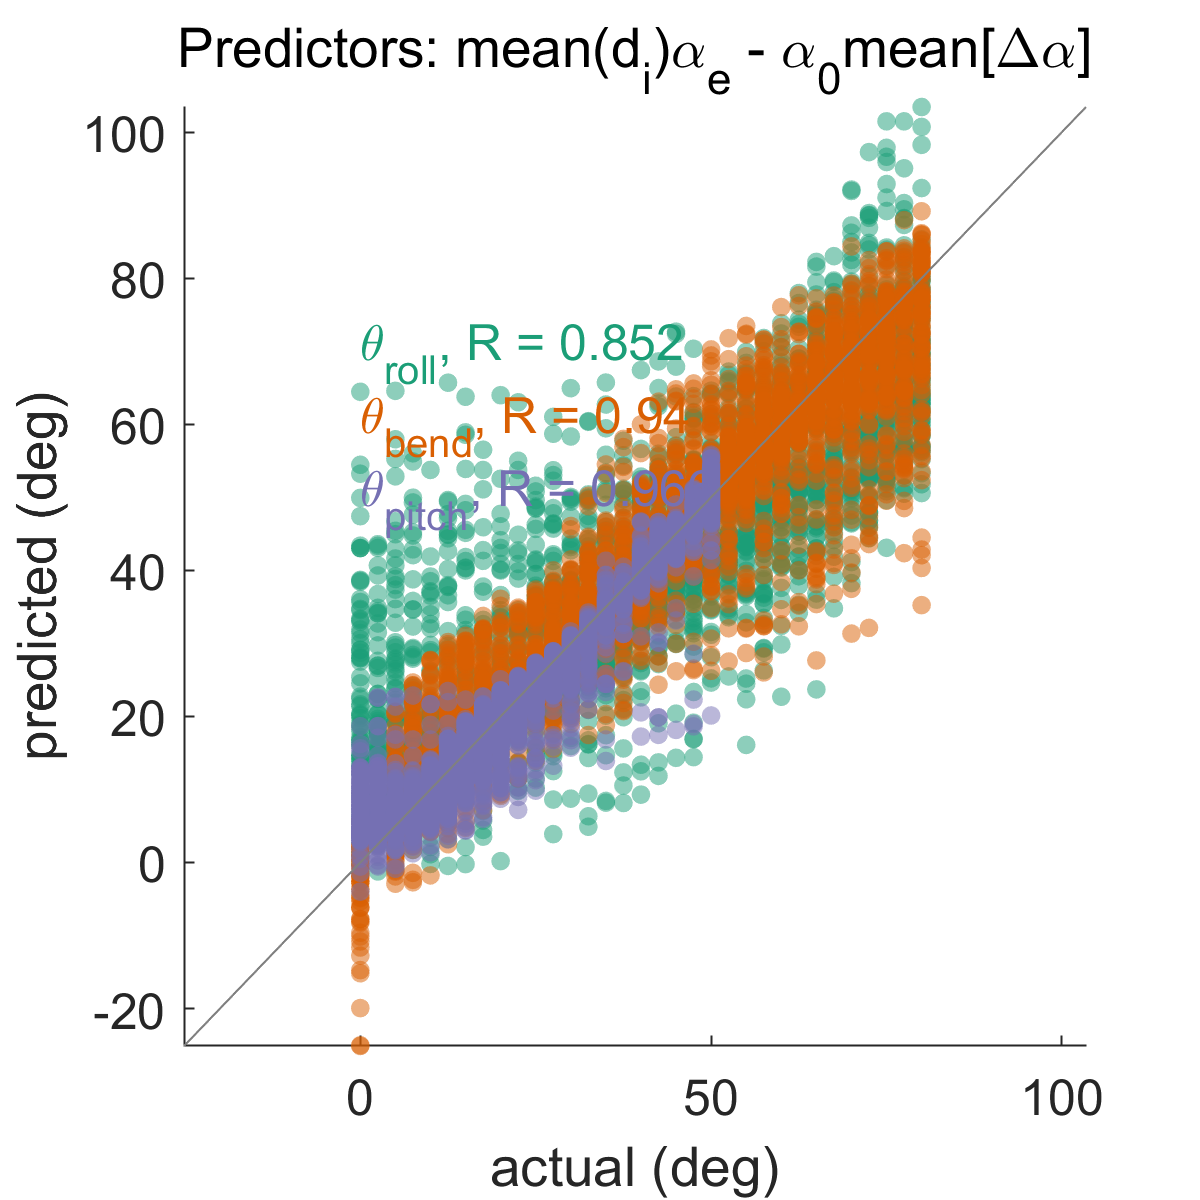 Predictors: mean(dᵢ)αₑ - α₀mean[Δα]
100
80
60
40
20
0
-20
predicted (deg)
θroll, R = 0.852
θbend, R = 0.94
θpitch, R = 0.96
0
50
100
actual (deg)